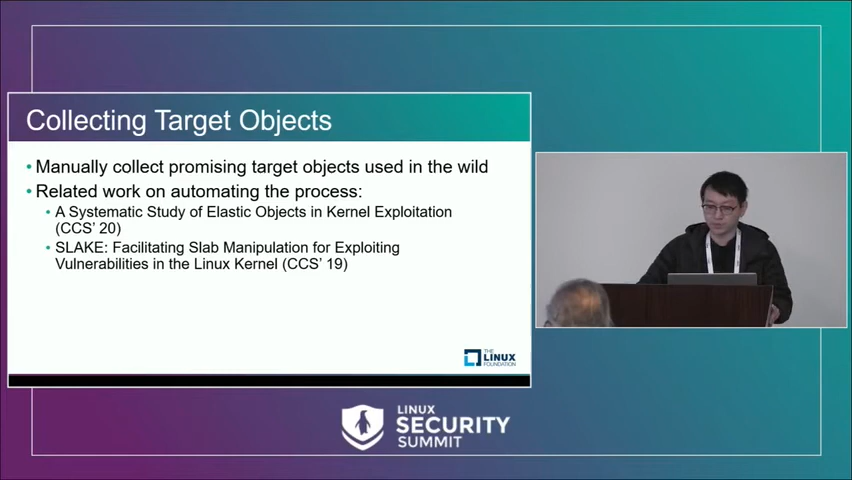 Collecting Target Objects
• Manually collect promising target objects used in the wild
• Related work on automating the process:
• A Systematic Study of Elastic Objects in Kernel Exploitation
(CCS’ 20)
• SLAKE: Facilitating Slab Manipulation for Exploiting
Vulnerabilities in the Linux Kernel (CCS’ 19)
THE
LINUX
FOUNDATION
LINUX
SECURITY
SUMMIT